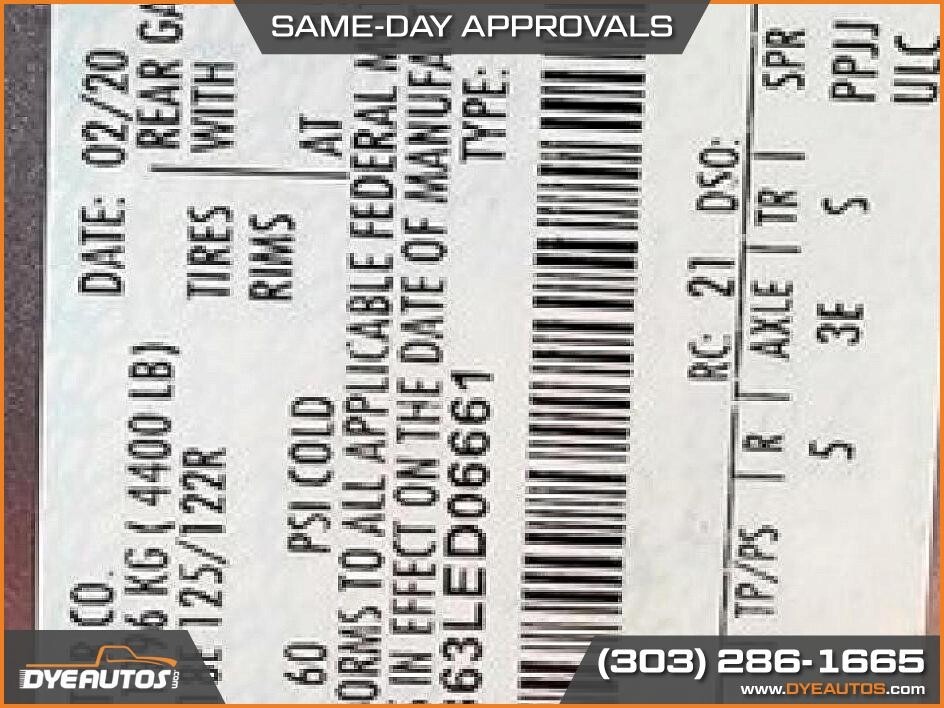 SAME-DAY APPROVALS
CO. DATE: 02/20
KG ( 4400 LB) REAR GA
125/122R TIRES WITH
RIMS
60 PSI COLD AT
ORMS TO ALL APPLICABLE FEDERAL M
IN EFFECT ON THE DATE OF MANUFA
63LED06661 TYPE:
RC: 21 DSO:
TP/PS R AXLE TR SPR
5 3E S PPJJ
ULC
DYEAUTOS.com
(303) 286-1665
www.DYEAUTOS.com